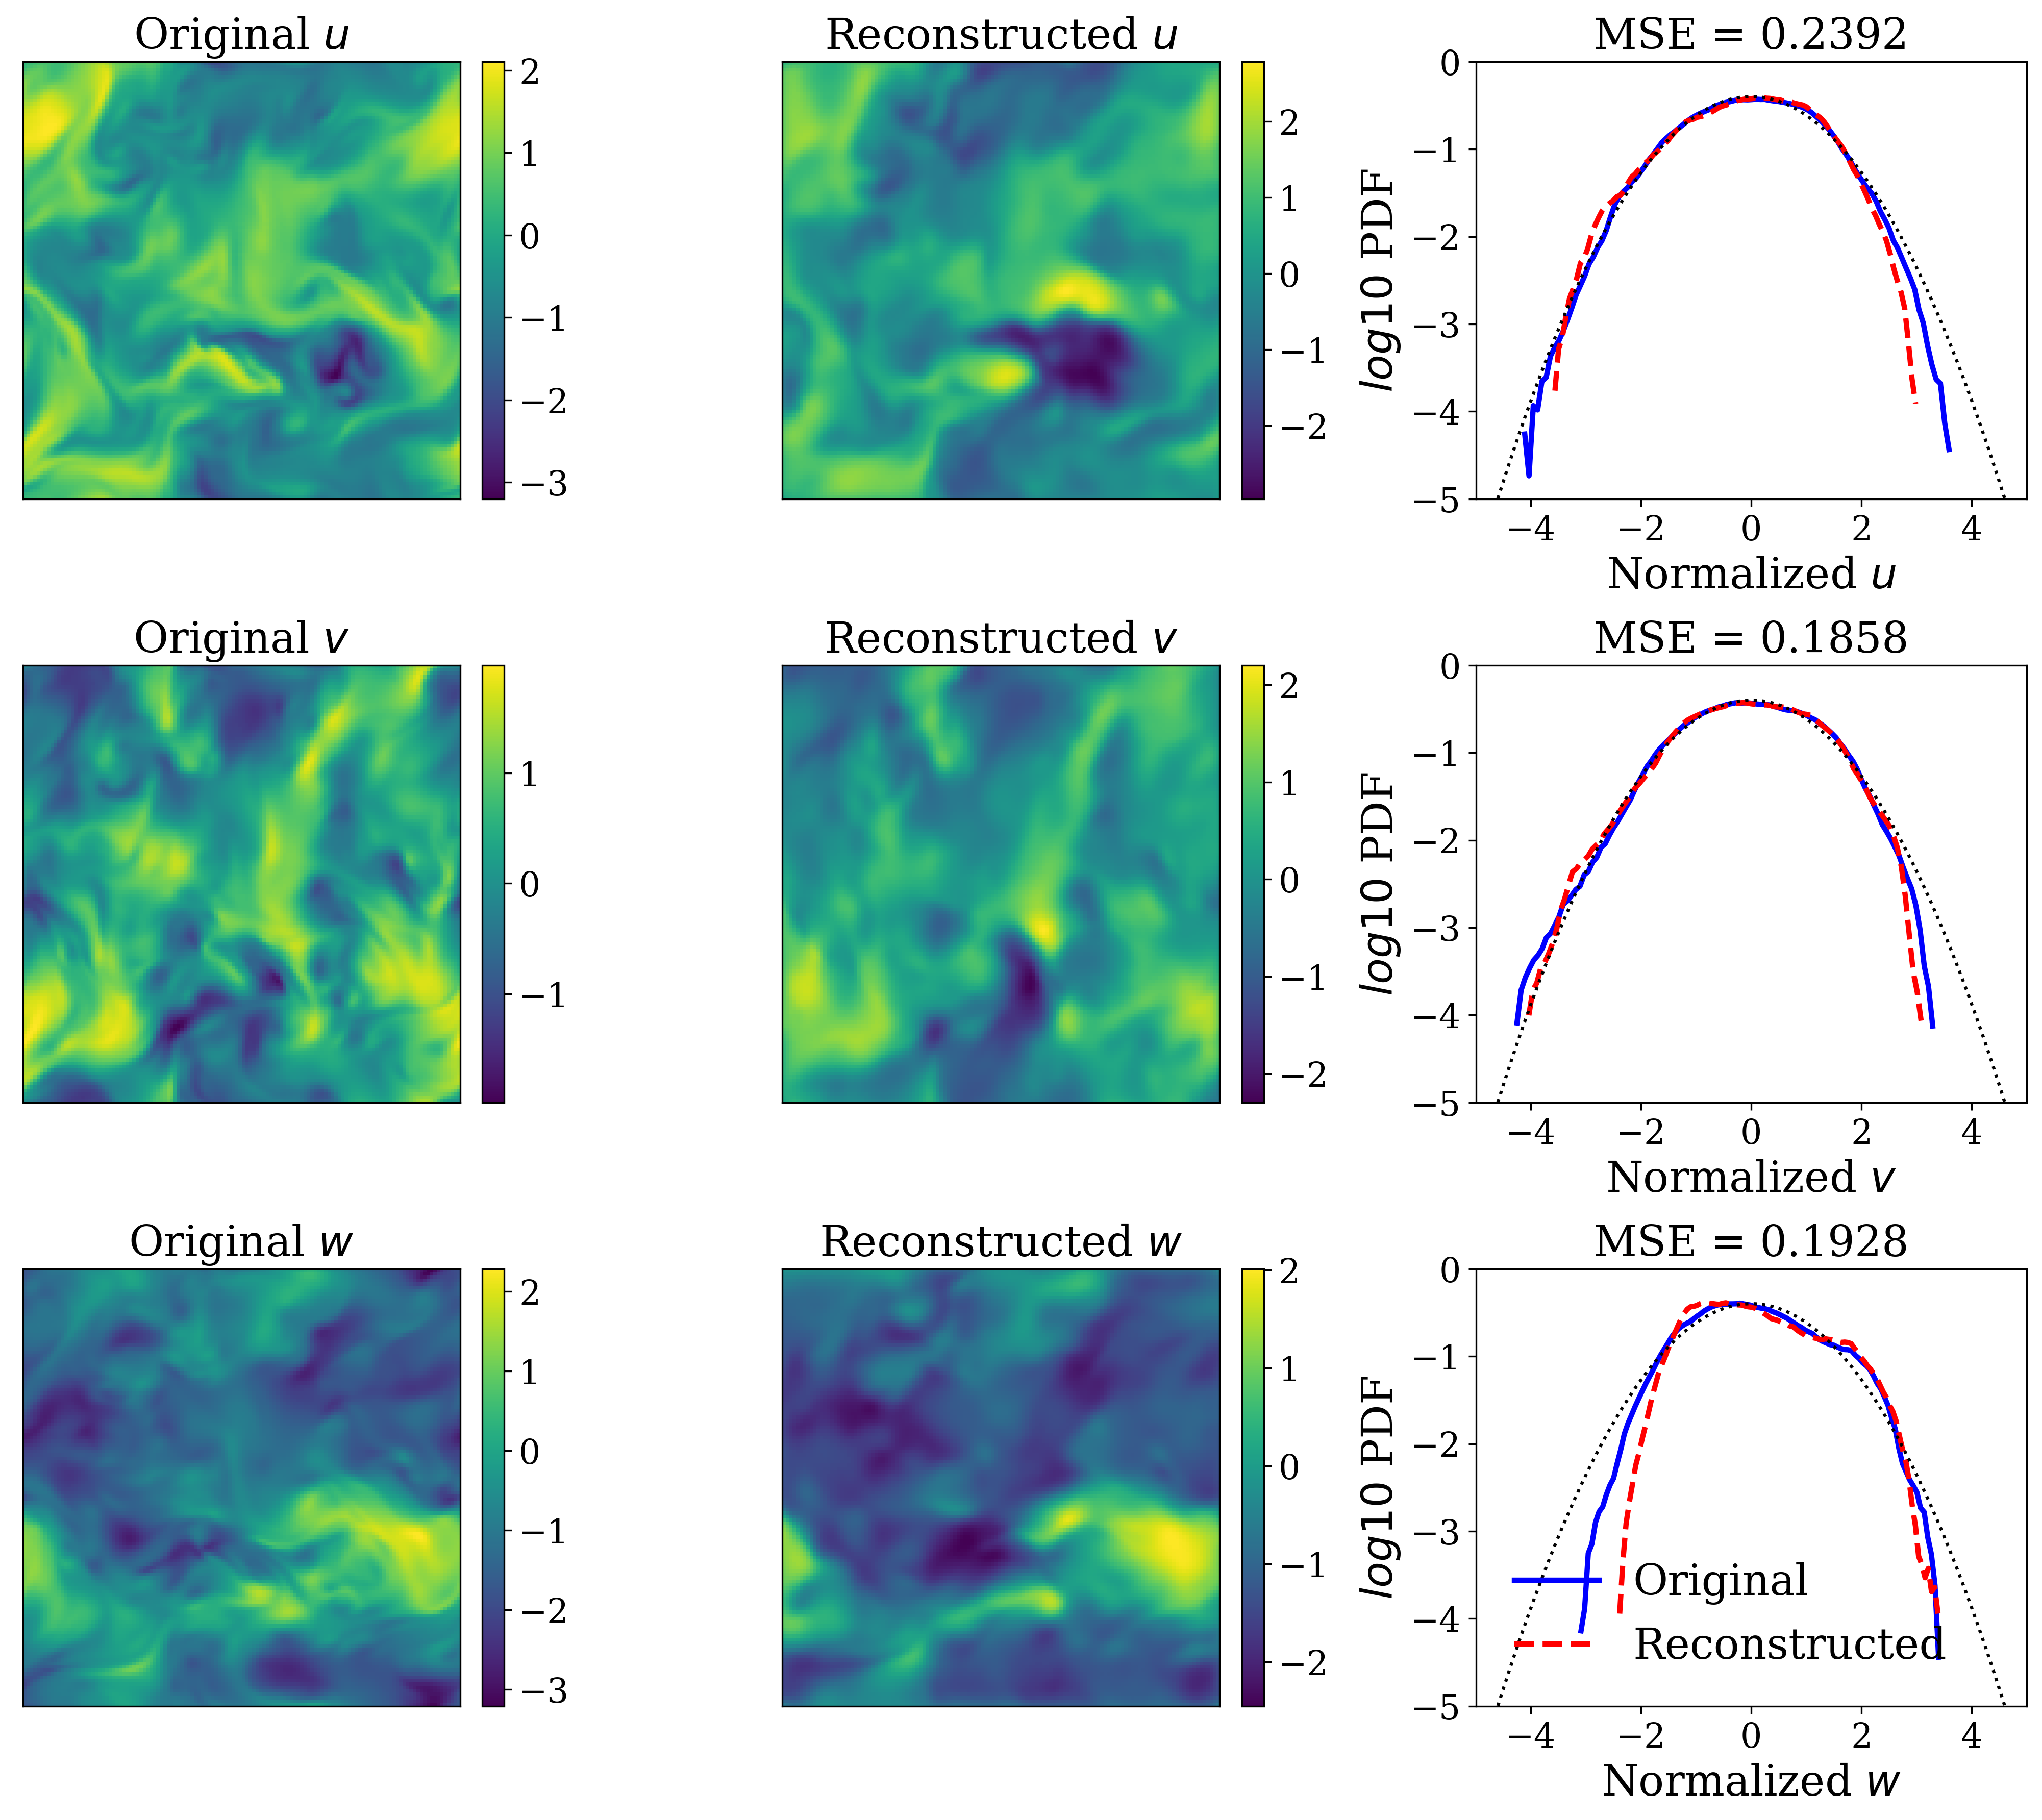 Original u
2
1
0
−1
−2
−3
Reconstructed u
2
1
0
−1
−2
MSE = 0.2392
log10 PDF
0
−1
−2
−3
−4
−5
−4 −2 0 2 4
Normalized u
Original v
1
0
−1
Reconstructed v
2
1
0
−1
−2
MSE = 0.1858
log10 PDF
0
−1
−2
−3
−4
−5
−4 −2 0 2 4
Normalized v
Original w
2
1
0
−1
−2
−3
Reconstructed w
2
1
0
−1
−2
MSE = 0.1928
log10 PDF
0
−1
−2
−3
−4
−5
Original
Reconstructed
−4 −2 0 2 4
Normalized w